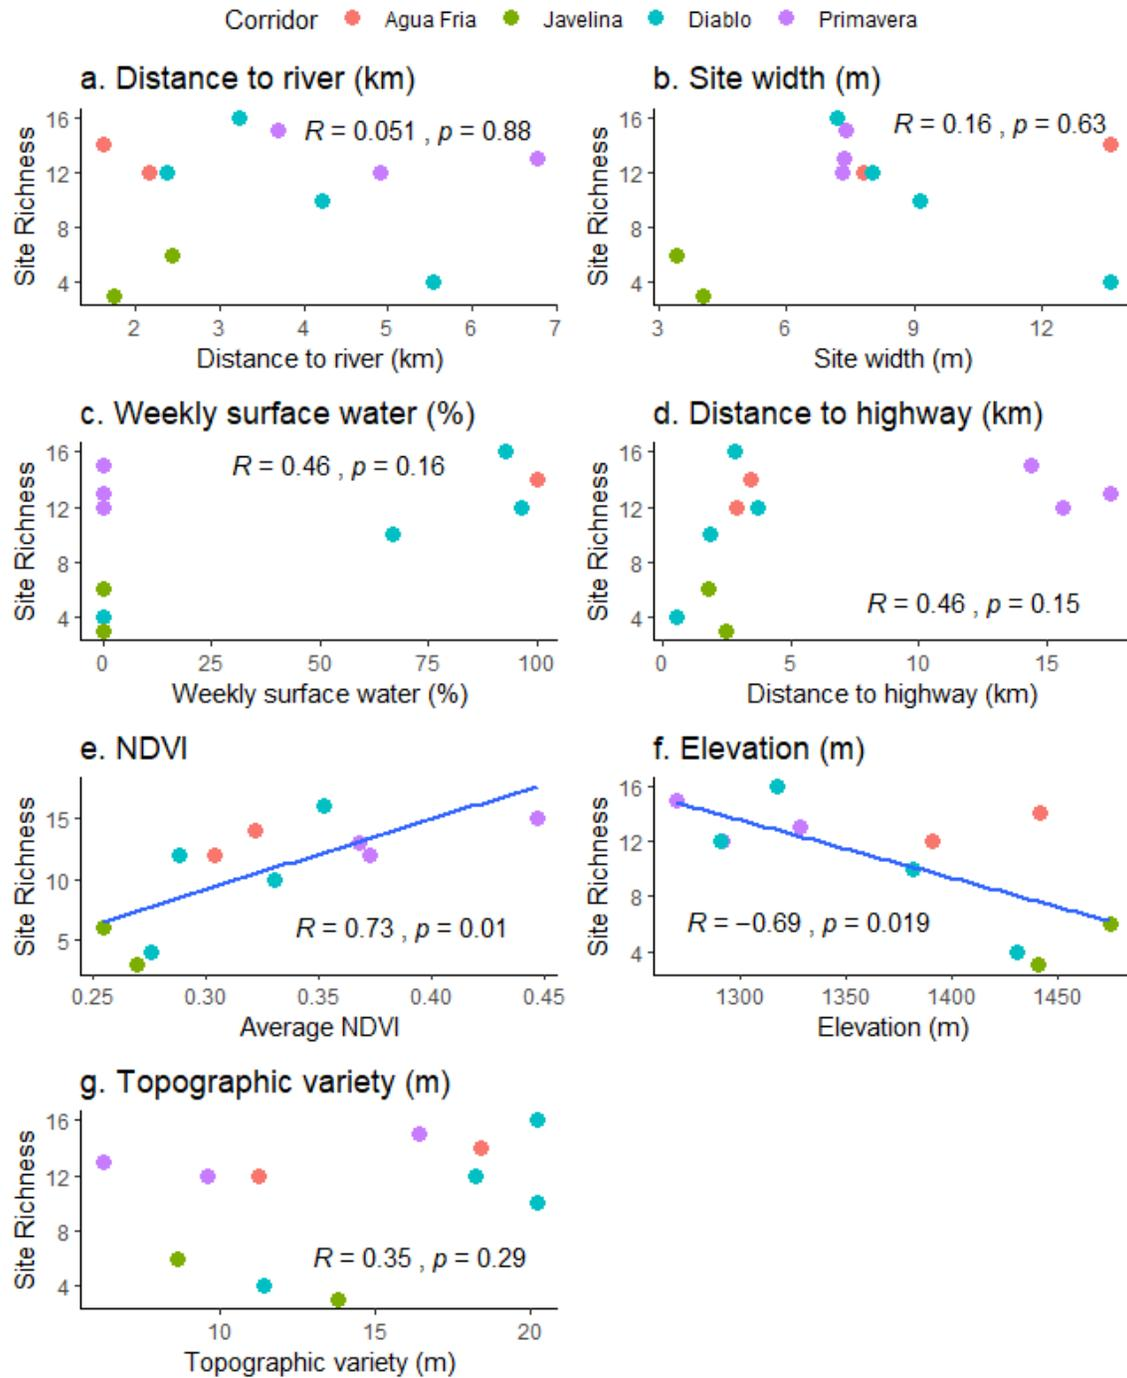 Corridor Agua Fria Javelina Diablo Primavera
a. Distance to river (km)
Site Richness
16
12
8
4
R = 0.051 , p = 0.88
2 3 4 5 6 7
Distance to river (km)
b. Site width (m)
Site Richness
16
12
8
4
R = 0.16 , p = 0.63
3 6 9 12
Site width (m)
c. Weekly surface water (%)
Site Richness
16
12
8
4
R = 0.46 , p = 0.16
0 25 50 75 100
Weekly surface water (%)
d. Distance to highway (km)
Site Richness
16
12
8
4
R = 0.46 , p = 0.15
0 5 10 15
Distance to highway (km)
e. NDVI
Site Richness
15
10
5
R = 0.73 , p = 0.01
0.25 0.30 0.35 0.40 0.45
Average NDVI
f. Elevation (m)
Site Richness
16
12
8
4
R = −0.69 , p = 0.019
1300 1350 1400 1450
Elevation (m)
g. Topographic variety (m)
Site Richness
16
12
8
4
R = 0.35 , p = 0.29
10 15 20
Topographic variety (m)